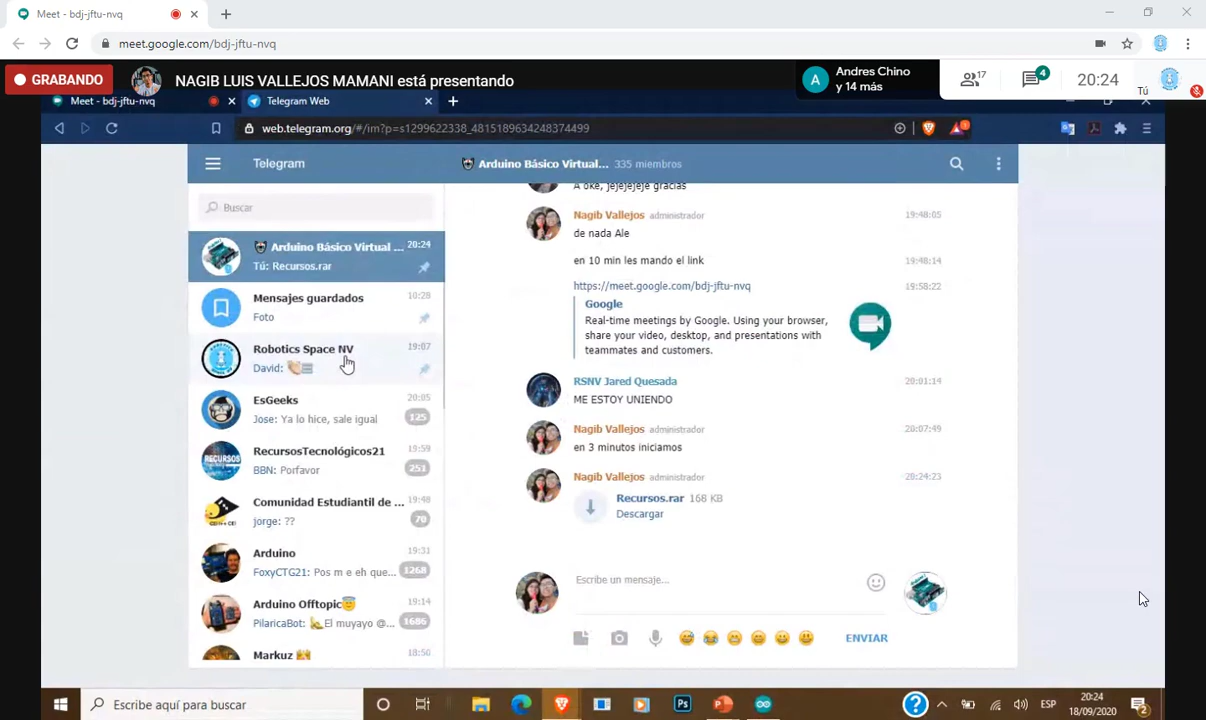 Meet - bdj-jftu-nvq
meet.google.com/bdj-jftu-nvq
GRABANDO
NAGIB LUIS VALLEJOS MAMANI está presentando
A
Andres Chino
y 14 más
17
4
20:24
Tú
Meet - bdj-jftu-nvq
Telegram Web
web.telegram.org/#/im?p=s1299622338_4815189634248374499
Telegram
Arduino Básico Virtual... 335 miembros
Buscar
Arduino Básico Virtual ... 20:24
Tú: Recursos.rar
Mensajes guardados 10:28
Foto
Robotics Space NV 19:07
David: 👏🏻
EsGeeks 20:05
Jose: Ya lo hice, sale igual 125
RecursosTecnológicos21 19:59
BBN: Porfavor 251
Comunidad Estudiantil de ... 19:48
jorge: ?? 70
Arduino 19:31
FoxyCTG21: Pos m e eh que... 1268
Arduino Offtopic😇 19:14
PilaricaBot: El muyayo @... 1686
Markuz 18:50
A oke, jejejejeje gracias
Nagib Vallejos administrador 19:48:05
de nada Ale
en 10 min les mando el link 19:48:14
https://meet.google.com/bdj-jftu-nvq 19:58:22
Google
Real-time meetings by Google. Using your browser,
share your video, desktop, and presentations with
teammates and customers.
RSNV Jared Quesada 20:01:14
ME ESTOY UNIENDO
Nagib Vallejos administrador 20:07:49
en 3 minutos iniciamos
Nagib Vallejos administrador 20:24:23
Recursos.rar 168 KB
Descargar
Escribe un mensaje...
ENVIAR
Escribe aquí para buscar
Ps
ESP
20:24
18/09/2020
2